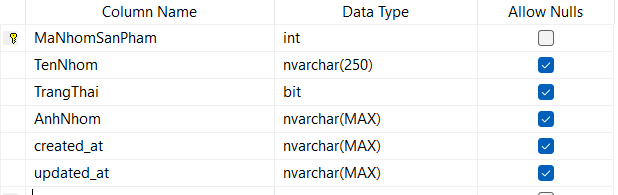 Column Name Data Type Allow Nulls
MaNhomSanPham int
TenNhom nvarchar(250)
TrangThai bit
AnhNhom nvarchar(MAX)
created_at nvarchar(MAX)
updated_at nvarchar(MAX)